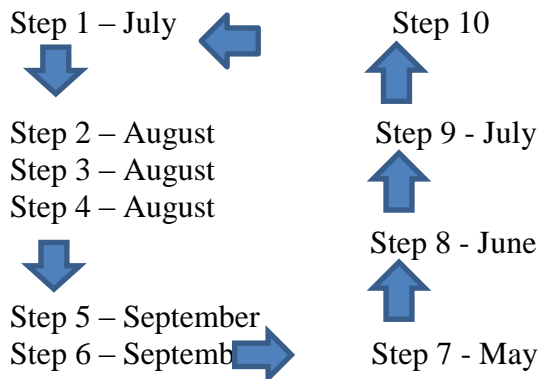 Step 1 – July
Step 2 – August
Step 3 – August
Step 4 – August
Step 5 – September
Step 6 – Septemb
Step 7 - May
Step 8 - June
Step 9 - July
Step 10